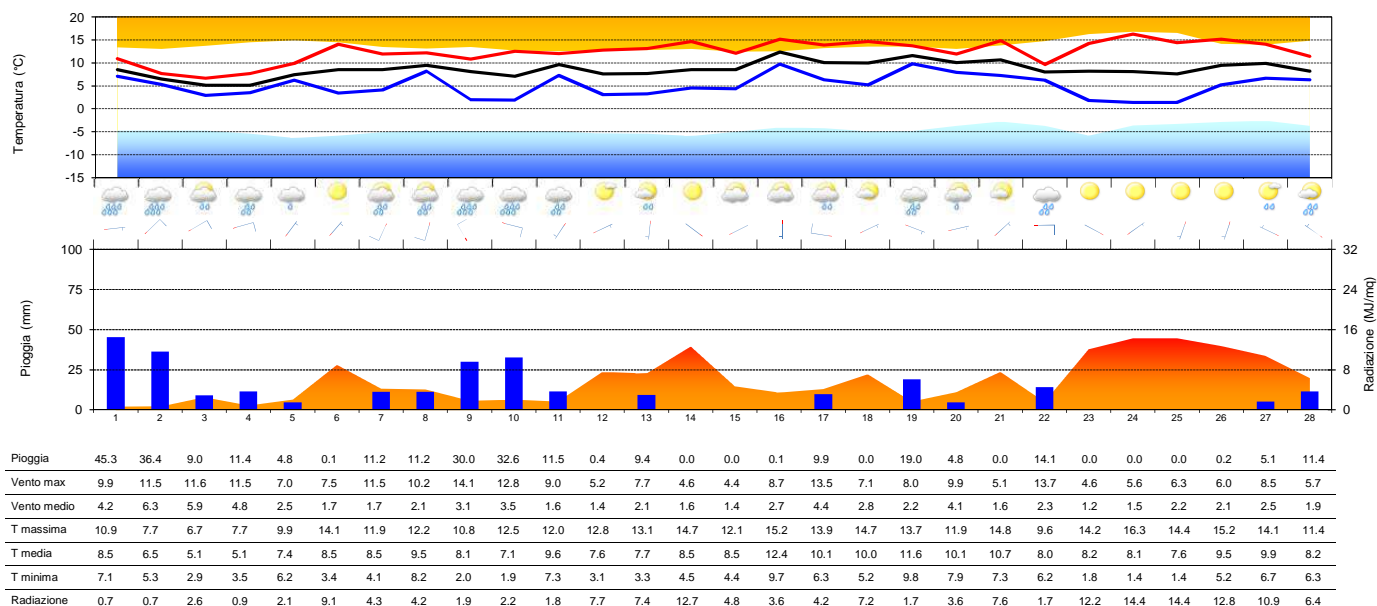 Temperatura (°C)
20
15
10
5
0
-5
-10
-15
Pioggia (mm)
100
75
50
25
0
Radiazione (MJ/mq)
32
24
16
8
0
1 2 3 4 5 6 7 8 9 10 11 12 13 14 15 16 17 18 19 20 21 22 23 24 25 26 27 28
Pioggia 45.3 36.4 9.0 11.4 4.8 0.1 11.2 11.2 30.0 32.6 11.5 0.4 9.4 0.0 0.0 0.1 9.9 0.0 19.0 4.8 0.0 14.1 0.0 0.0 0.0 0.2 5.1 11.4
Vento max 9.9 11.5 11.6 11.5 7.0 7.5 11.5 10.2 14.1 12.8 9.0 5.2 7.7 4.6 4.4 8.7 13.5 7.1 8.0 9.9 5.1 13.7 4.6 5.6 6.3 6.0 8.5 5.7
Vento medio 4.2 6.3 5.9 4.8 2.5 1.7 1.7 2.1 3.1 3.5 1.6 1.4 2.1 1.6 1.4 2.7 4.4 2.8 2.2 4.1 1.6 2.3 1.2 1.5 2.2 2.1 2.5 1.9
T massima 10.9 7.7 6.7 7.7 9.9 14.1 11.9 12.2 10.8 12.5 12.0 12.8 13.1 14.7 12.1 15.2 13.9 14.7 13.7 11.9 14.8 9.6 14.2 16.3 14.4 15.2 14.1 11.4
T media 8.5 6.5 5.1 5.1 7.4 8.5 8.5 9.5 8.1 7.1 9.6 7.6 7.7 8.5 8.5 12.4 10.1 10.0 11.6 10.1 10.7 8.0 8.2 8.1 7.6 9.5 9.9 8.2
T minima 7.1 5.3 2.9 3.5 6.2 3.4 4.1 8.2 2.0 1.9 7.3 3.1 3.3 4.5 4.4 9.7 6.3 5.2 9.8 7.9 7.3 6.2 1.8 1.4 1.4 5.2 6.7 6.3
Radiazione 0.7 0.7 2.6 0.9 2.1 9.1 4.3 4.2 1.9 2.2 1.8 7.7 7.4 12.7 4.8 3.6 4.2 7.2 1.7 3.6 7.6 1.7 12.2 14.4 14.4 12.8 10.9 6.4